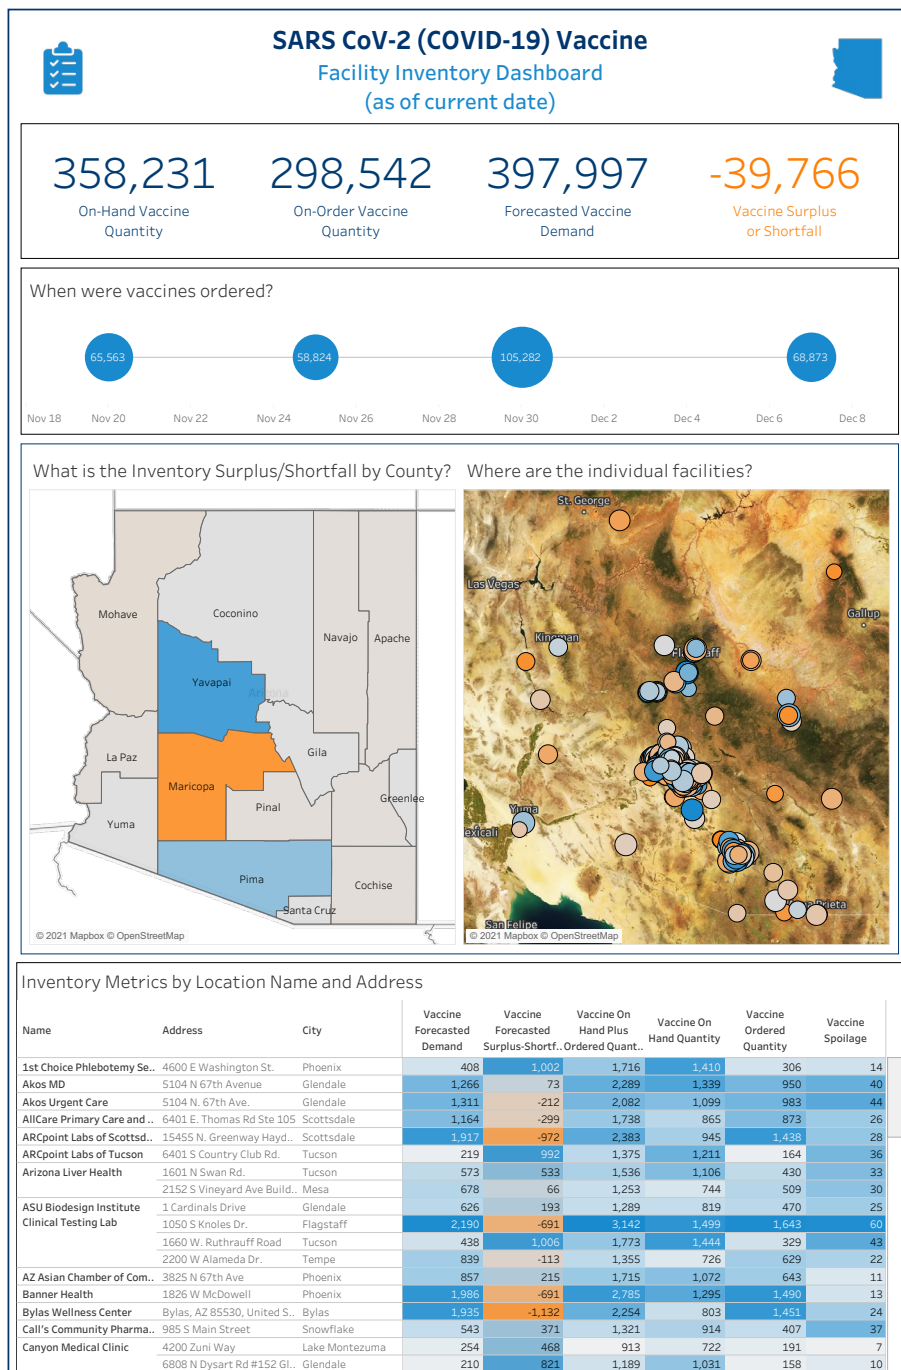 SARS CoV-2 (COVID-19) Vaccine
Facility Inventory Dashboard
(as of current date)
358,231
298,542
397,997
-39,766
On-Hand Vaccine Quantity
On-Order Vaccine Quantity
Forecasted Vaccine Demand
Vaccine Surplus or Shortfall
When were vaccines ordered?
65,563
58,824
105,282
68,873
Nov 18 Nov 20 Nov 22 Nov 24 Nov 26 Nov 28 Nov 30 Dec 2 Dec 4 Dec 6 Dec 8
What is the Inventory Surplus/Shortfall by County?
Mohave
Coconino
Navajo
Apache
Yavapai
Arizona
La Paz
Gila
Maricopa
Greenlee
Pinal
Yuma
Pima
Cochise
Santa Cruz
© 2021 Mapbox © OpenStreetMap
Where are the individual facilities?
St. George
Las Vegas
Gallup
Kingman
Yuma
San Felipe
© 2021 Mapbox © OpenStreetMap
Inventory Metrics by Location Name and Address
Name Address City Vaccine Forecasted Demand Vaccine Forecasted Surplus-Shortf.. Vaccine On Hand Plus Ordered Quant.. Vaccine On Hand Quantity Vaccine Ordered Quantity Vaccine Spoilage
1st Choice Phlebotomy Se.. 4600 E Washington St. Phoenix 408 1,002 1,716 1,410 306 14
Akos MD 5104 N 67th Avenue Glendale 1,266 73 2,289 1,339 950 40
Akos Urgent Care 5104 N. 67th Ave. Glendale 1,311 -212 2,082 1,099 983 44
AllCare Primary Care and .. 6401 E. Thomas Rd Ste 105 Scottsdale 1,164 -299 1,738 865 873 26
ARCpoint Labs of Scottsd.. 15455 N. Greenway Hayd.. Scottsdale 1,917 -972 2,383 945 1,438 28
ARCpoint Labs of Tucson 6401 S Country Club Rd. Tucson 219 992 1,375 1,211 164 36
Arizona Liver Health 1601 N Swan Rd. Tucson 573 533 1,536 1,106 430 33
2152 S Vineyard Ave Build.. Mesa 678 66 1,253 744 509 30
ASU Biodesign Institute Clinical Testing Lab 1 Cardinals Drive Glendale 626 193 1,289 819 470 25
1050 S Knoles Dr. Flagstaff 2,190 -691 3,142 1,499 1,643 60
1660 W. Ruthrauff Road Tucson 438 1,006 1,773 1,444 329 43
2200 W Alameda Dr. Tempe 839 -113 1,355 726 629 22
AZ Asian Chamber of Com.. 3825 N 67th Ave Phoenix 857 215 1,715 1,072 643 11
Banner Health 1826 W McDowell Phoenix 1,986 -691 2,785 1,295 1,490 13
Bylas Wellness Center Bylas, AZ 85530, United S.. Bylas 1,935 -1,132 2,254 803 1,451 24
Call's Community Pharma.. 985 S Main Street Snowflake 543 371 1,321 914 407 37
Canyon Medical Clinic 4200 Zuni Way Lake Montezuma 254 468 913 722 191 7
6808 N Dysart Rd #152 Gl.. Glendale 210 821 1,189 1,031 158 10